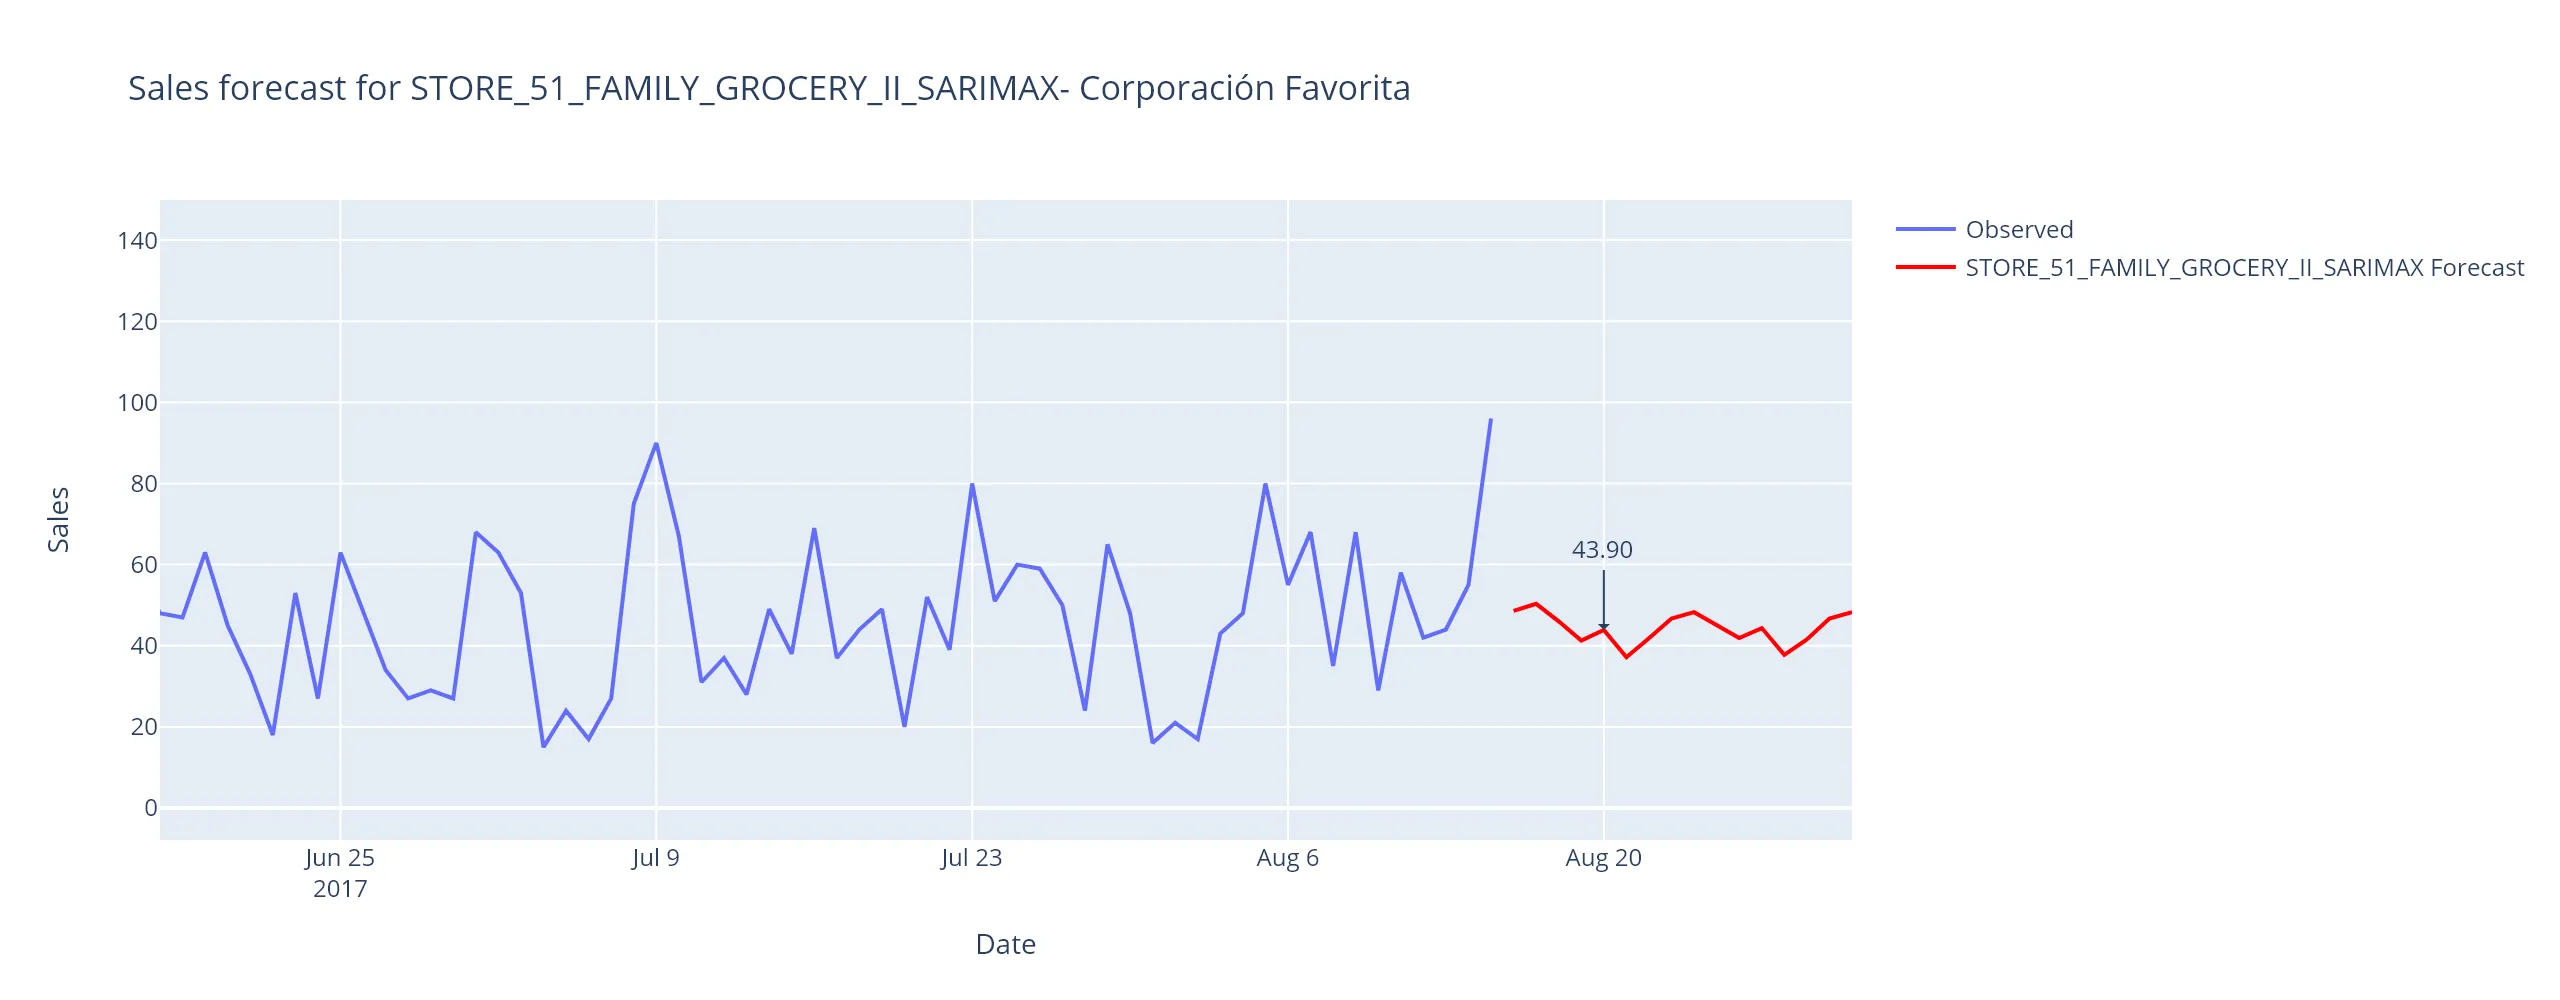 Sales forecast for STORE_51_FAMILY_GROCERY_II_SARIMAX- Corporación Favorita
Observed
STORE_51_FAMILY_GROCERY_II_SARIMAX Forecast
140
120
100
80
60
40
20
0
Sales
43.90
Jun 25
2017
Jul 9
Jul 23
Aug 6
Aug 20
Date